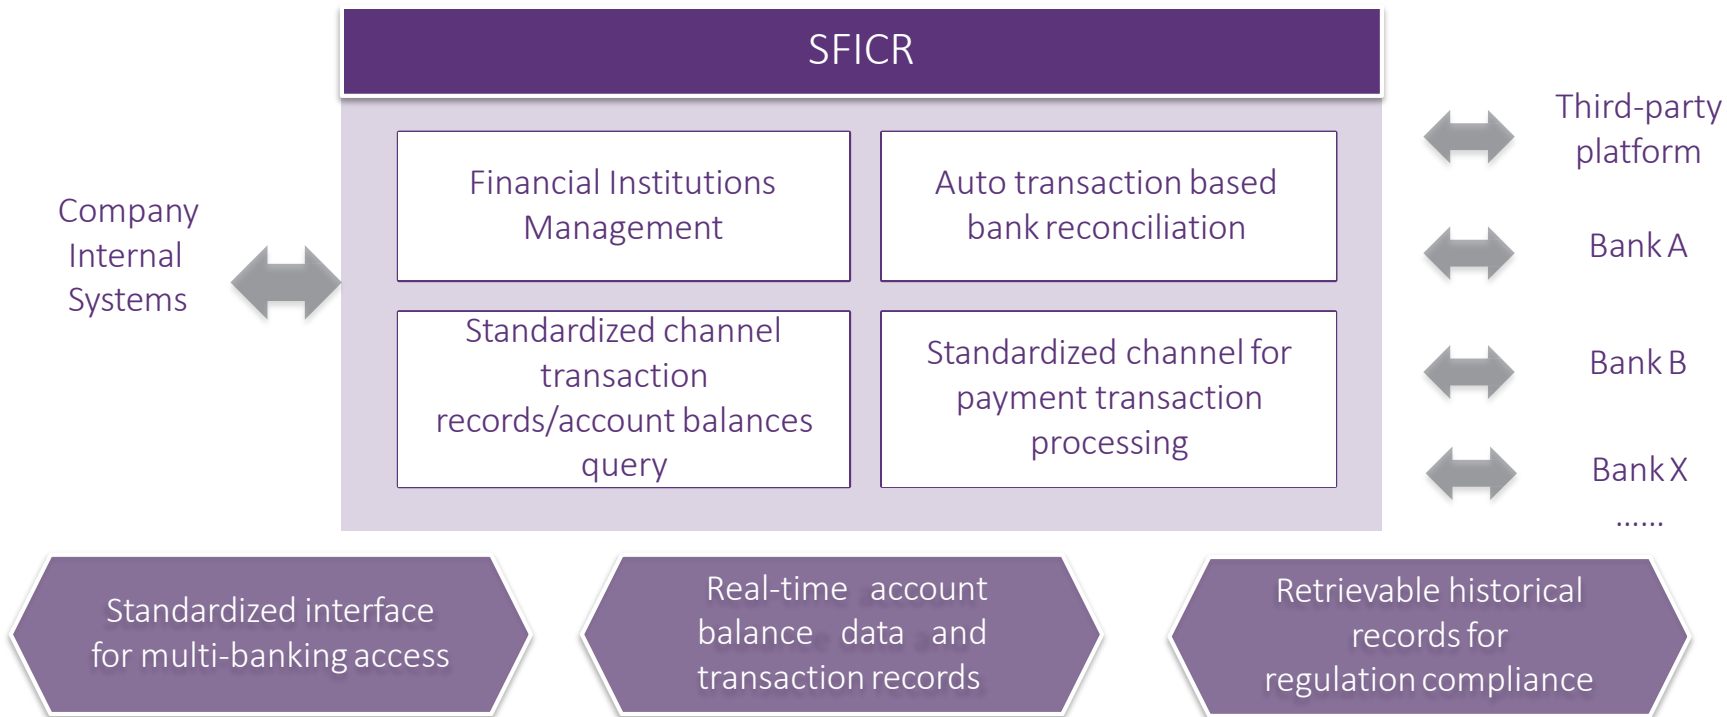 SFICR
Company
Internal
Systems
Financial Institutions
Management
Auto transaction based
bank reconciliation
Standardized channel
transaction
records/account balances
query
Standardized channel for
payment transaction
processing
Third-party
platform
Bank A
Bank B
Bank X
......
Standardized interface
for multi-banking access
Real-time account
balance data and
transaction records
Retrievable historical
records for
regulation compliance